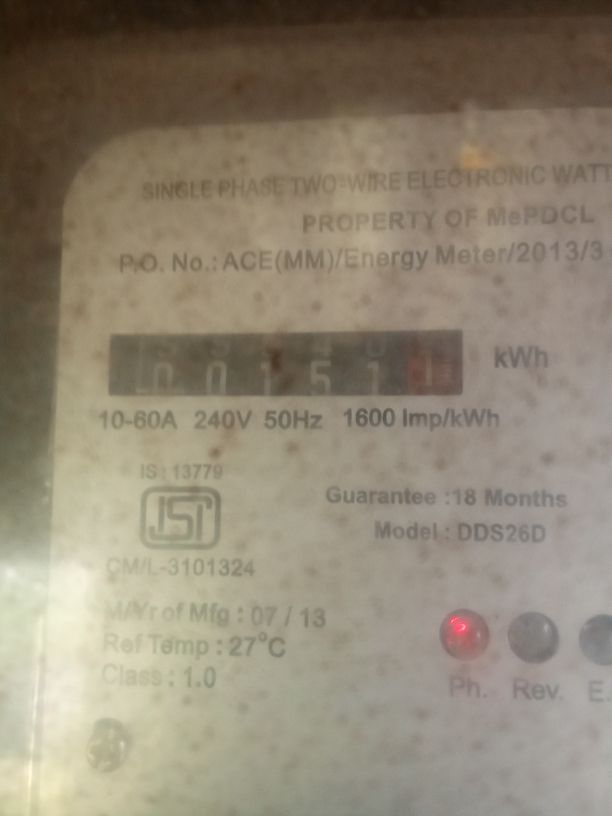 SINGLE PHASE TWO-WIRE ELECTRONIC WATT
PROPERTY OF MePDCL
P.O. No.: ACE(MM)/Energy Meter/2013/3
001511 kWh
10-60A 240V 50Hz 1600 Imp/kWh
IS : 13779
ISI
CM/L-3101324
Guarantee :18 Months
Model : DDS26D
M/Yr of Mfg : 07 / 13
Ref Temp : 27°C
Class : 1.0
Ph. Rev. E.